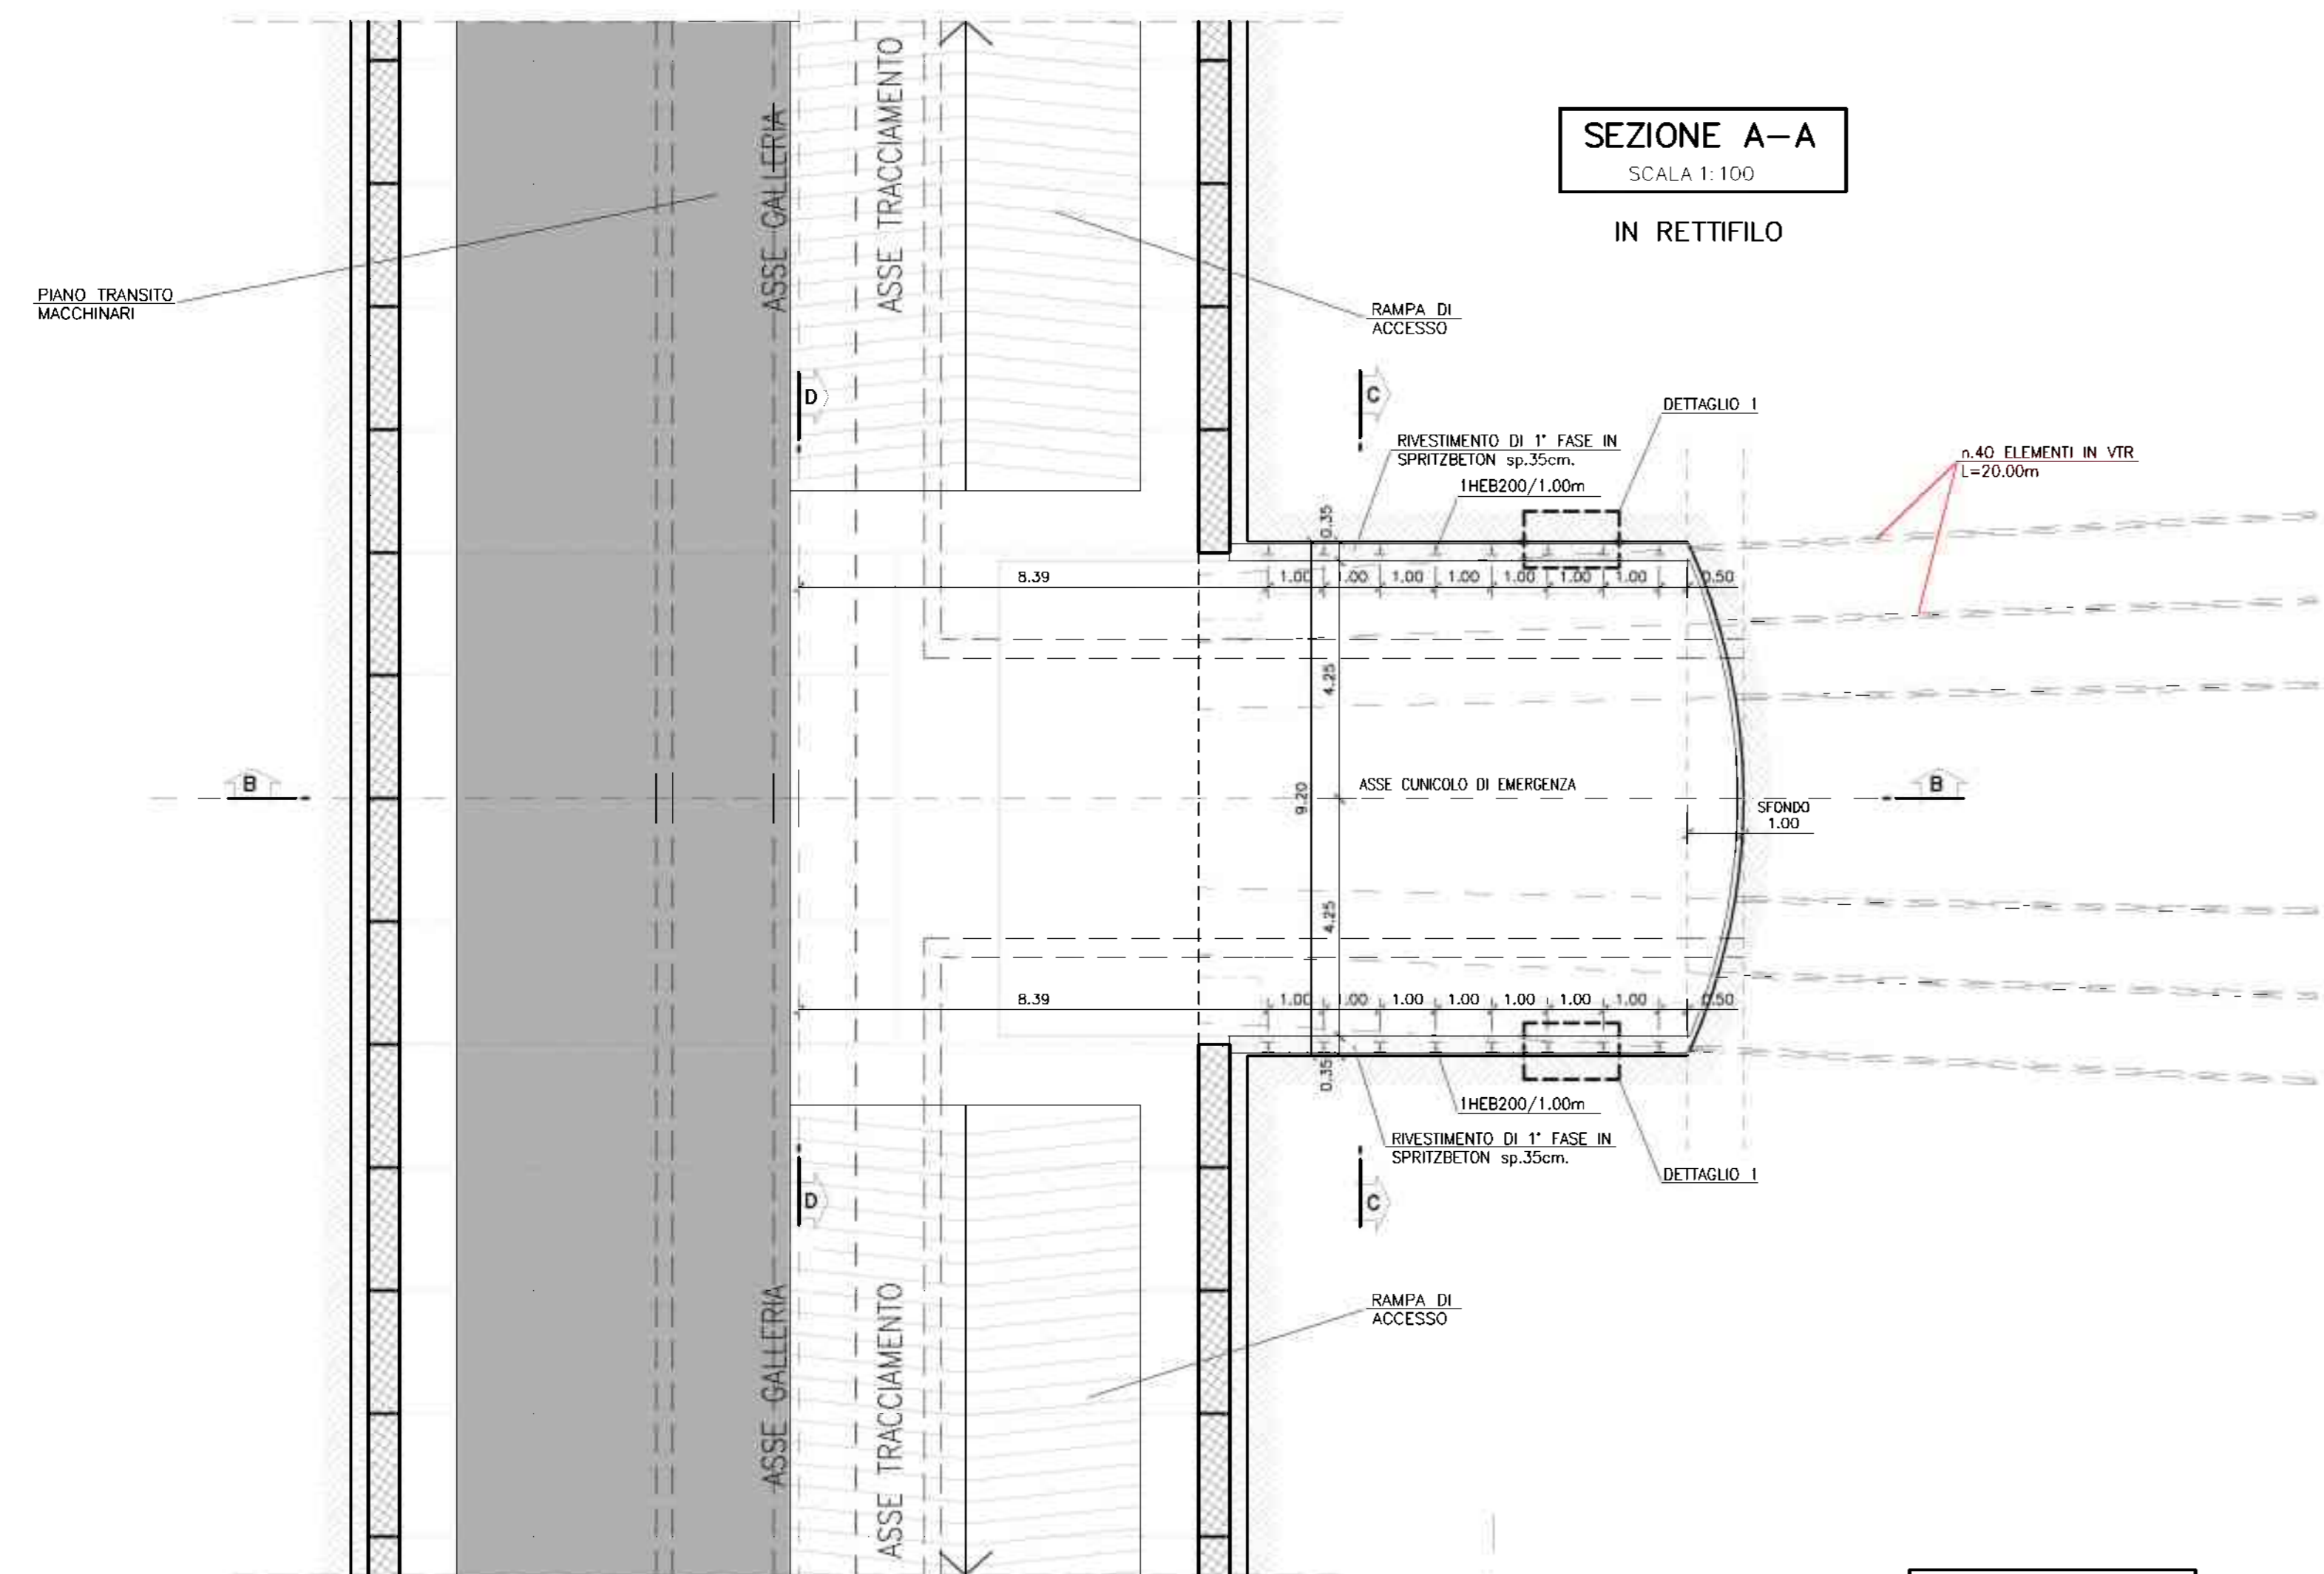 SEZIONE A-A
SCALA 1:100
IN RETTIFILO
ASSE GALLERIA
ASSE TRACCIAMENTO
PIANO TRANSITO
MACCHINARI
RAMPA DI
ACCESSO
D
C
DETTAGLIO 1
RIVESTIMENTO DI 1° FASE IN
SPRITZBETON sp.35cm.
1HEB200/1.00m
n.40 ELEMENTI IN VTR
L=20.00m
0.35
8.39
1.00
1.00
1.00
1.00
1.00
1.00
1.00
0.50
4.25
B
ASSE CUNICOLO DI EMERGENZA
9.20
B
SFONDO
1.00
4.25
8.39
1.00
1.00
1.00
1.00
1.00
1.00
1.00
0.50
0.35
1HEB200/1.00m
RIVESTIMENTO DI 1° FASE IN
SPRITZBETON sp.35cm.
DETTAGLIO 1
D
C
RAMPA DI
ACCESSO
ASSE GALLERIA
ASSE TRACCIAMENTO